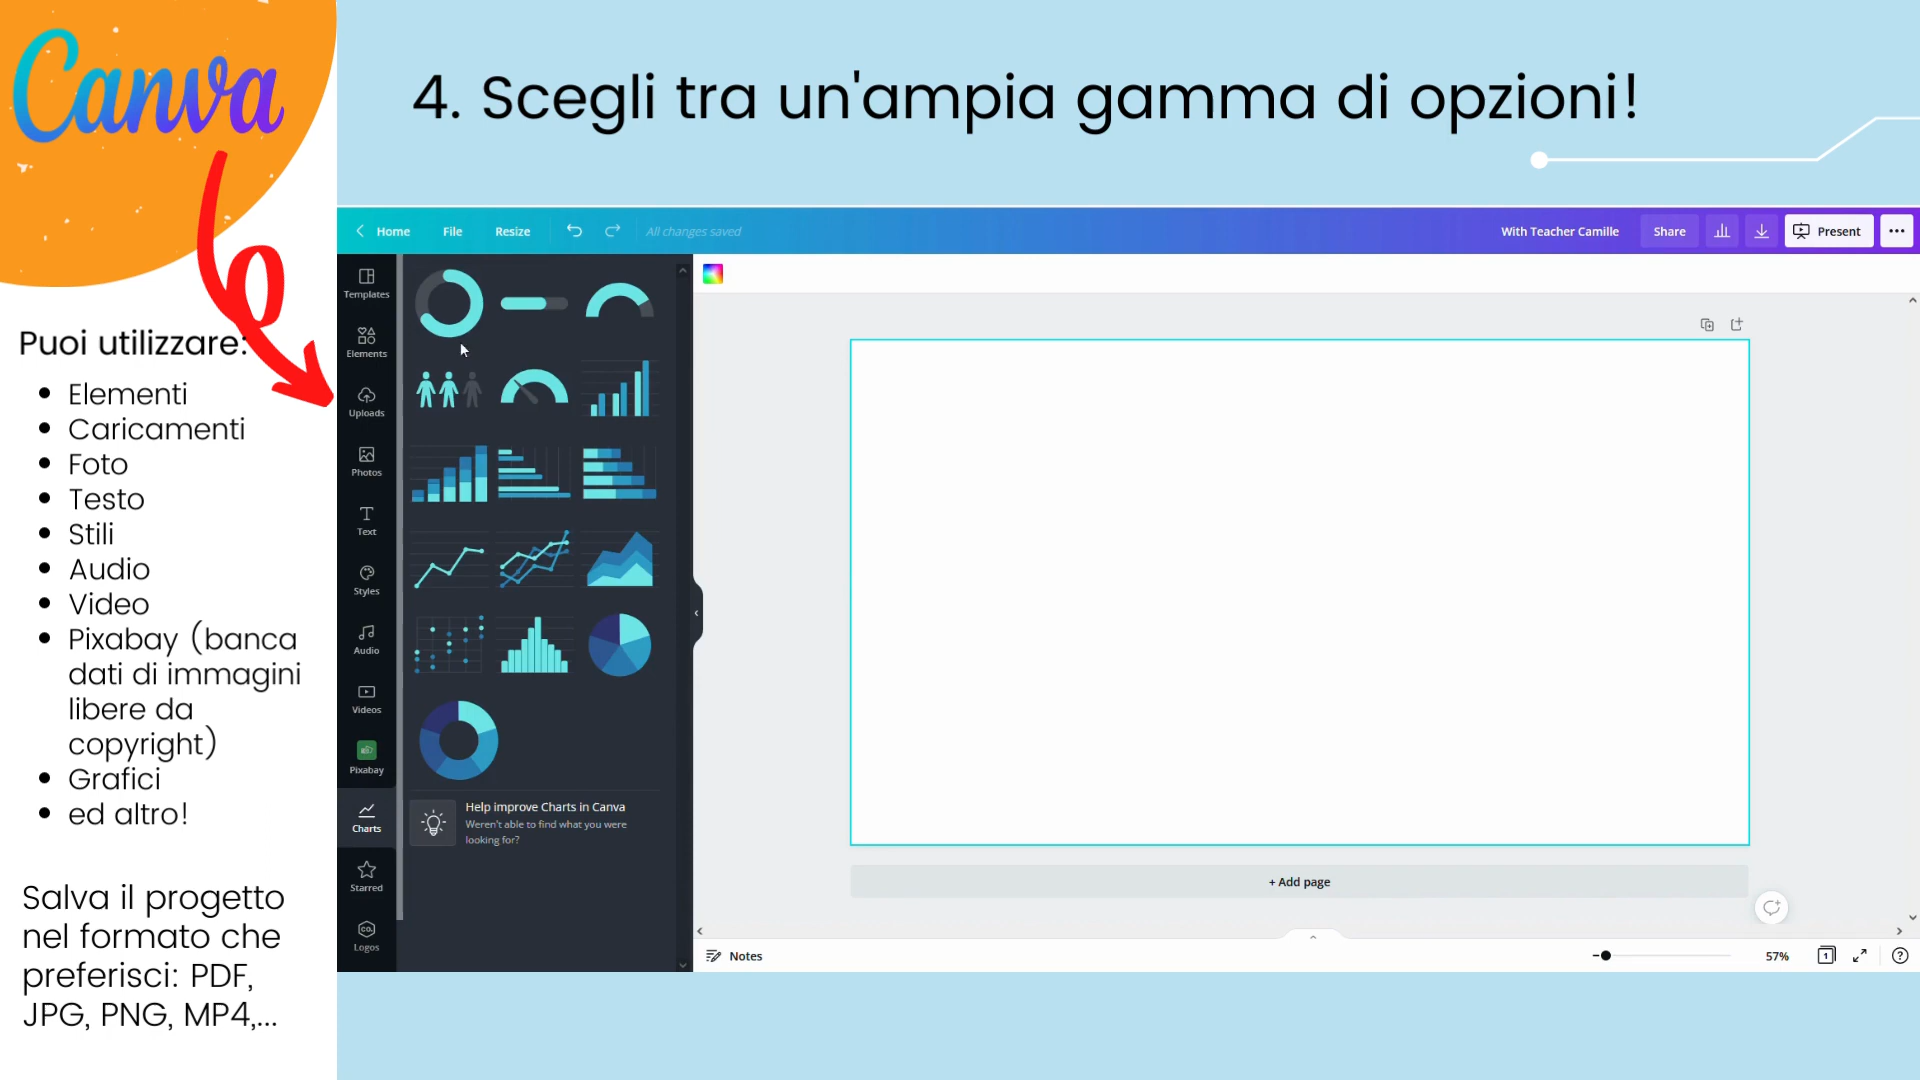 Canva
4. Scegli tra un'ampia gamma di opzioni!
Puoi utilizzare:
Elementi
Caricamenti
Foto
Testo
Stili
Audio
Video
Pixabay (banca
dati di immagini
libere da
copyright)
Grafici
ed altro!
Salva il progetto
nel formato che
preferisci: PDF,
JPG, PNG, MP4,...
Home
File
Resize
All changes saved
With Teacher Camille
Share
Present
Templates
Elements
Uploads
Photos
Text
Styles
Audio
Videos
Pixabay
Charts
Starred
CO.
Logos
Help improve Charts in Canva
Weren't able to find what you were
looking for?
+ Add page
Notes
57%
1
?